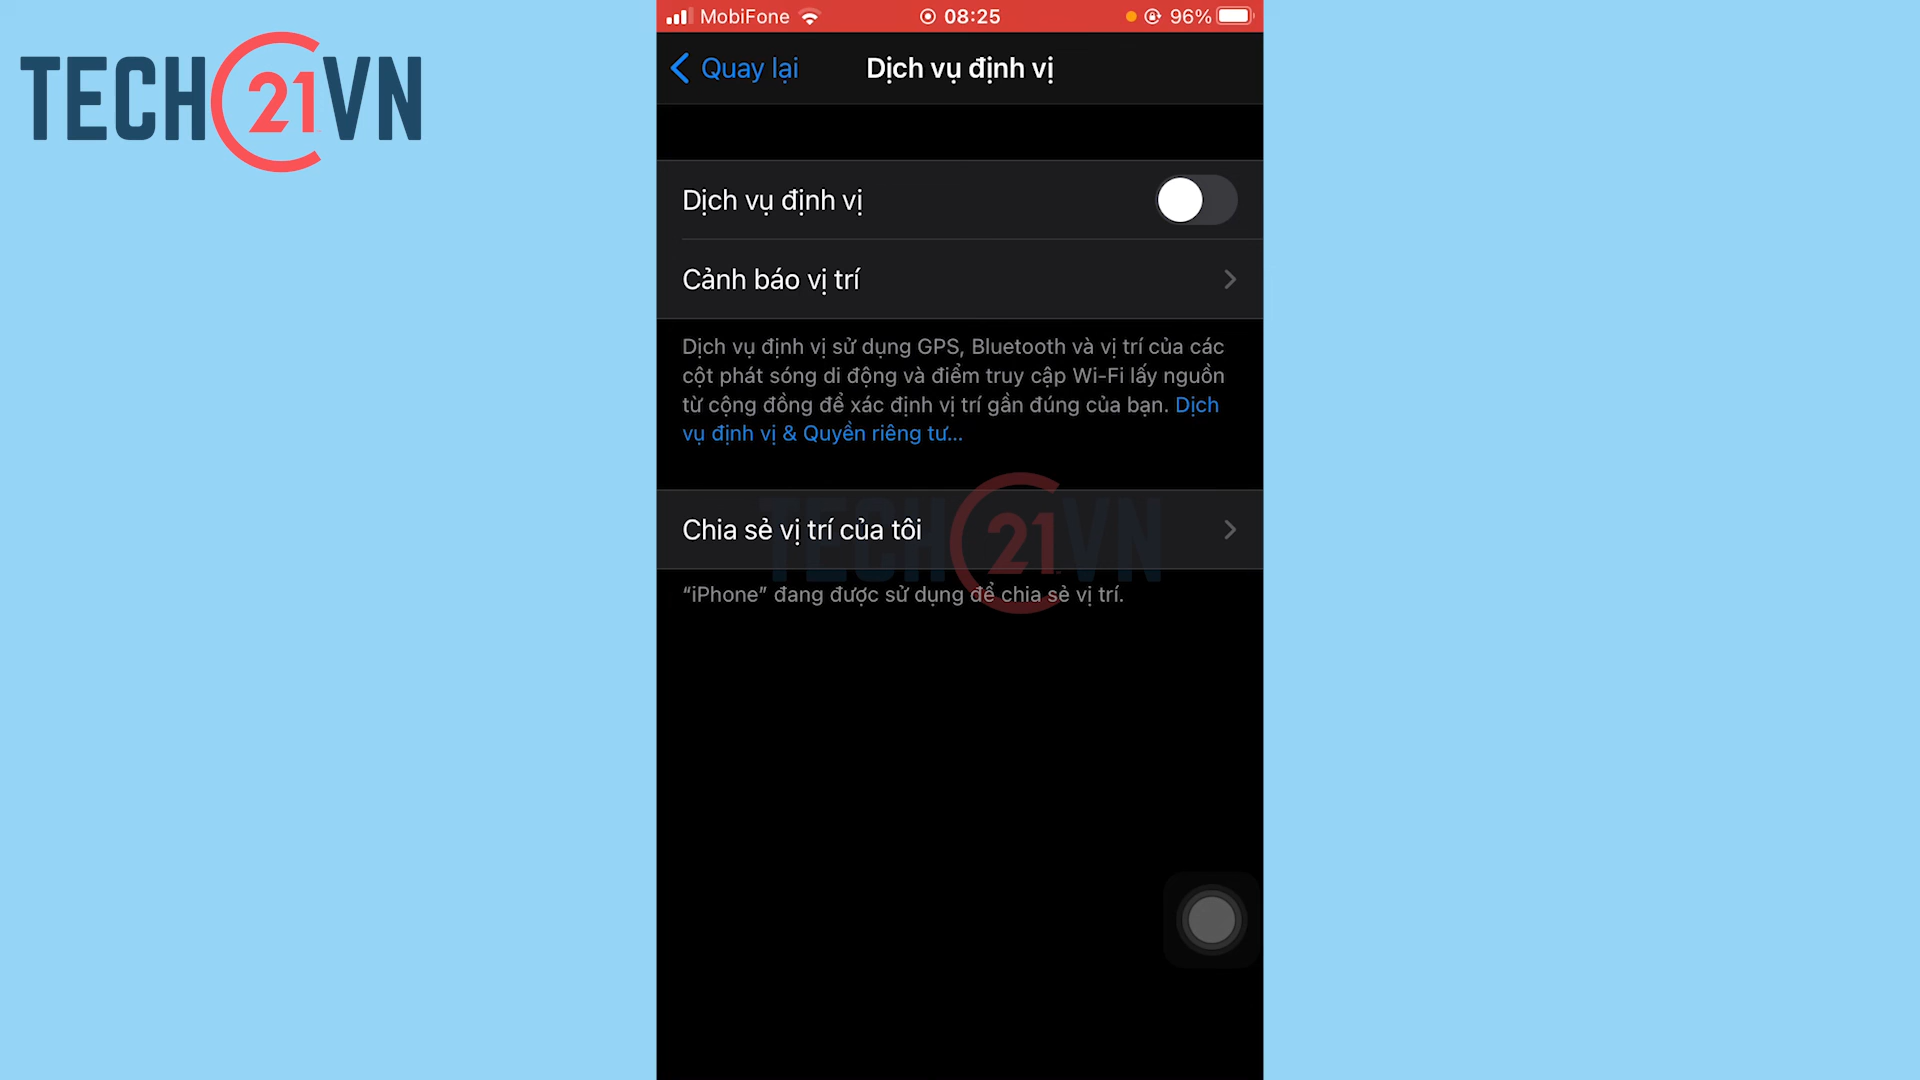 TECH21VN
MobiFone 08:25 96%
Quay lại Dịch vụ định vị
Dịch vụ định vị
Cảnh báo vị trí
Dịch vụ định vị sử dụng GPS, Bluetooth và vị trí của các
cột phát sóng di động và điểm truy cập Wi-Fi lấy nguồn
từ cộng đồng để xác định vị trí gần đúng của bạn. Dịch
vụ định vị & Quyền riêng tư...
Chia sẻ vị trí của tôi
TECH21VN
“iPhone” đang được sử dụng để chia sẻ vị trí.